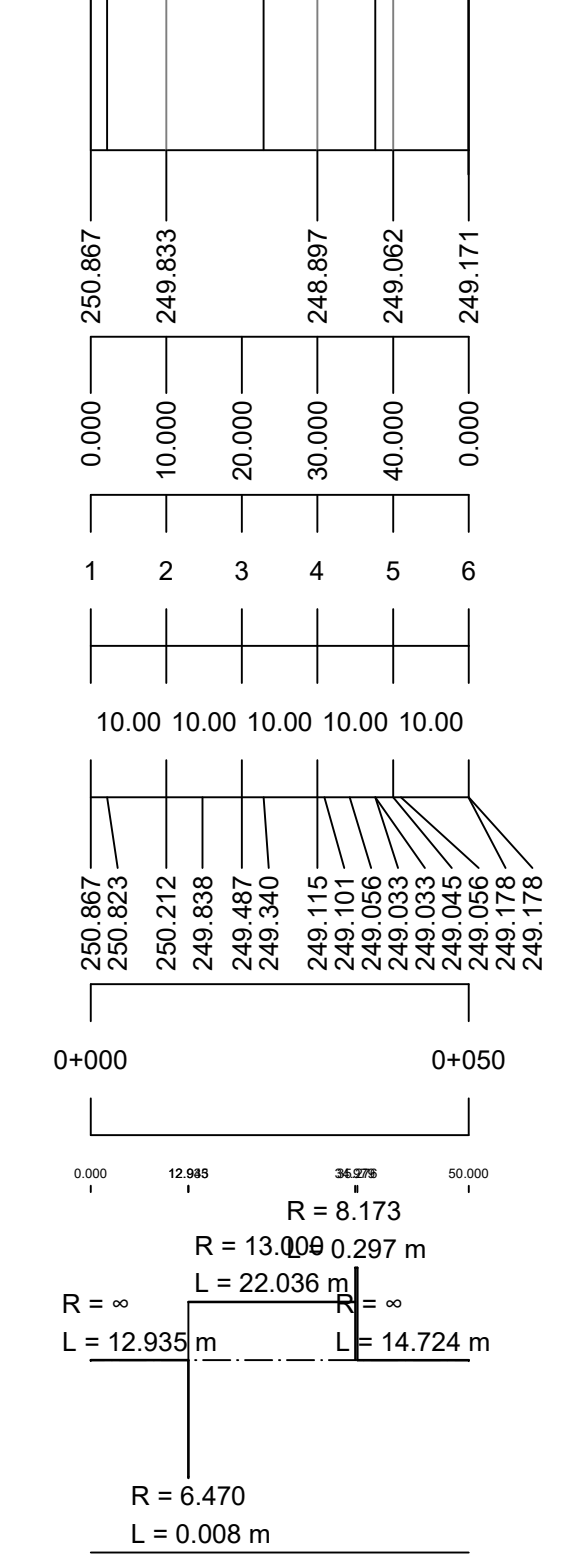 250.867 249.833 248.897 249.062 249.171
0.000 10.000 20.000 30.000 40.000 0.000
1 2 3 4 5 6
10.00 10.00 10.00 10.00 10.00
250.867 250.823 250.212 249.838 249.487 249.340 249.115 249.101 249.056 249.033 249.033 249.045 249.056 249.178 249.178
0+000 0+050
0.000 50.000
R = 8.173
R = 13.000 L = 0.297 m
L = 22.036 m
R = ∞ R = ∞
L = 12.935 m L = 14.724 m
R = 6.470
L = 0.008 m